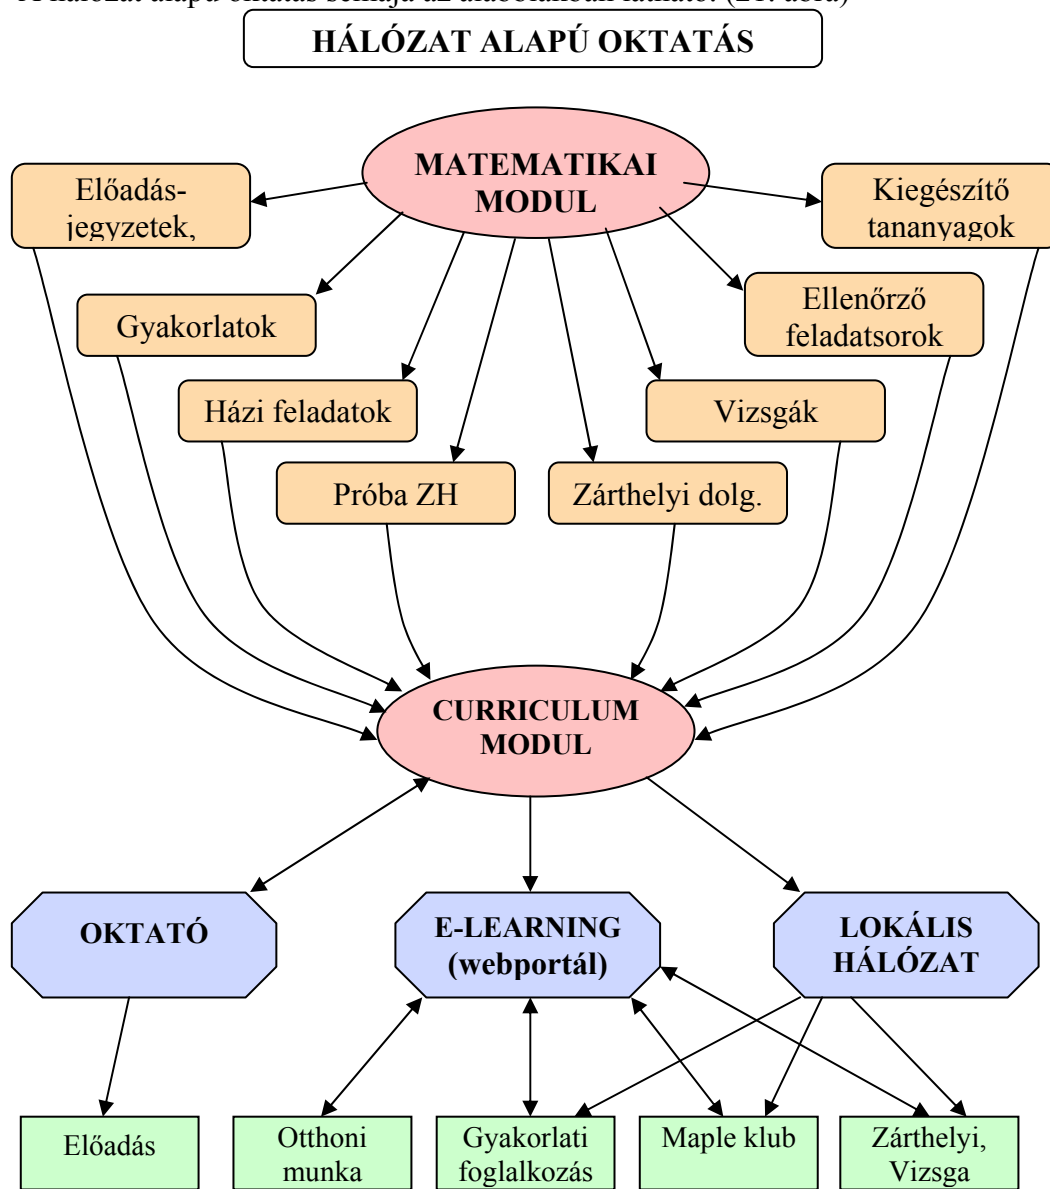 A hálózat alapú oktatás sémája az alábbiakban látható: (21. ábra)
HÁLÓZAT ALAPÚ OKTATÁS
MATEMATIKAI
MODUL
Előadás-
jegyzetek,
Kiegészítő
tananyagok
Gyakorlatok
Ellenőrző
feladatsorok
Házi feladatok
Vizsgák
Próba ZH
Zárthelyi dolg.
CURRICULUM
MODUL
OKTATÓ
E-LEARNING
(webportál)
LOKÁLIS
HÁLÓZAT
Előadás
Otthoni
munka
Gyakorlati
foglalkozás
Maple klub
Zárthelyi,
Vizsga